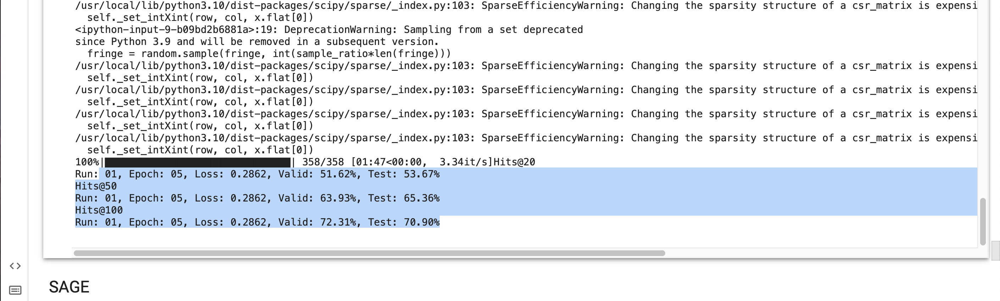 /usr/local/lib/python3.10/dist-packages/scipy/sparse/_index.py:103: SparseEfficiencyWarning: Changing the sparsity structure of a csr_matrix is expensi
  self._set_intXint(row, col, x.flat[0])
<ipython-input-9-b09bd2b6881a>:19: DeprecationWarning: Sampling from a set deprecated
since Python 3.9 and will be removed in a subsequent version.
  fringe = random.sample(fringe, int(sample_ratio*len(fringe)))
/usr/local/lib/python3.10/dist-packages/scipy/sparse/_index.py:103: SparseEfficiencyWarning: Changing the sparsity structure of a csr_matrix is expensi
  self._set_intXint(row, col, x.flat[0])
/usr/local/lib/python3.10/dist-packages/scipy/sparse/_index.py:103: SparseEfficiencyWarning: Changing the sparsity structure of a csr_matrix is expensi
  self._set_intXint(row, col, x.flat[0])
/usr/local/lib/python3.10/dist-packages/scipy/sparse/_index.py:103: SparseEfficiencyWarning: Changing the sparsity structure of a csr_matrix is expensi
  self._set_intXint(row, col, x.flat[0])
/usr/local/lib/python3.10/dist-packages/scipy/sparse/_index.py:103: SparseEfficiencyWarning: Changing the sparsity structure of a csr_matrix is expensi
  self._set_intXint(row, col, x.flat[0])
100%|███████████████████████████████| 358/358 [01:47<00:00,  3.34it/s]Hits@20
Run: 01, Epoch: 05, Loss: 0.2862, Valid: 51.62%, Test: 53.67%
Hits@50
Run: 01, Epoch: 05, Loss: 0.2862, Valid: 63.93%, Test: 65.36%
Hits@100
Run: 01, Epoch: 05, Loss: 0.2862, Valid: 72.31%, Test: 70.90%
SAGE